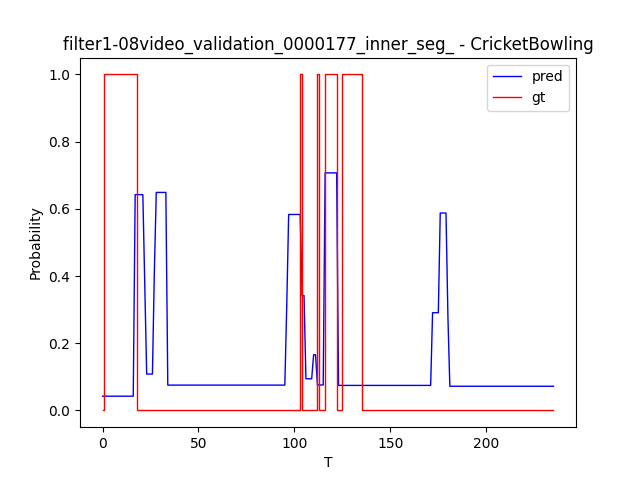 filter1-08video_validation_0000177_inner_seg_ - CricketBowling
pred
gt
1.0
0.8
0.6
0.4
0.2
0.0
Probability
0
50
100
150
200
T